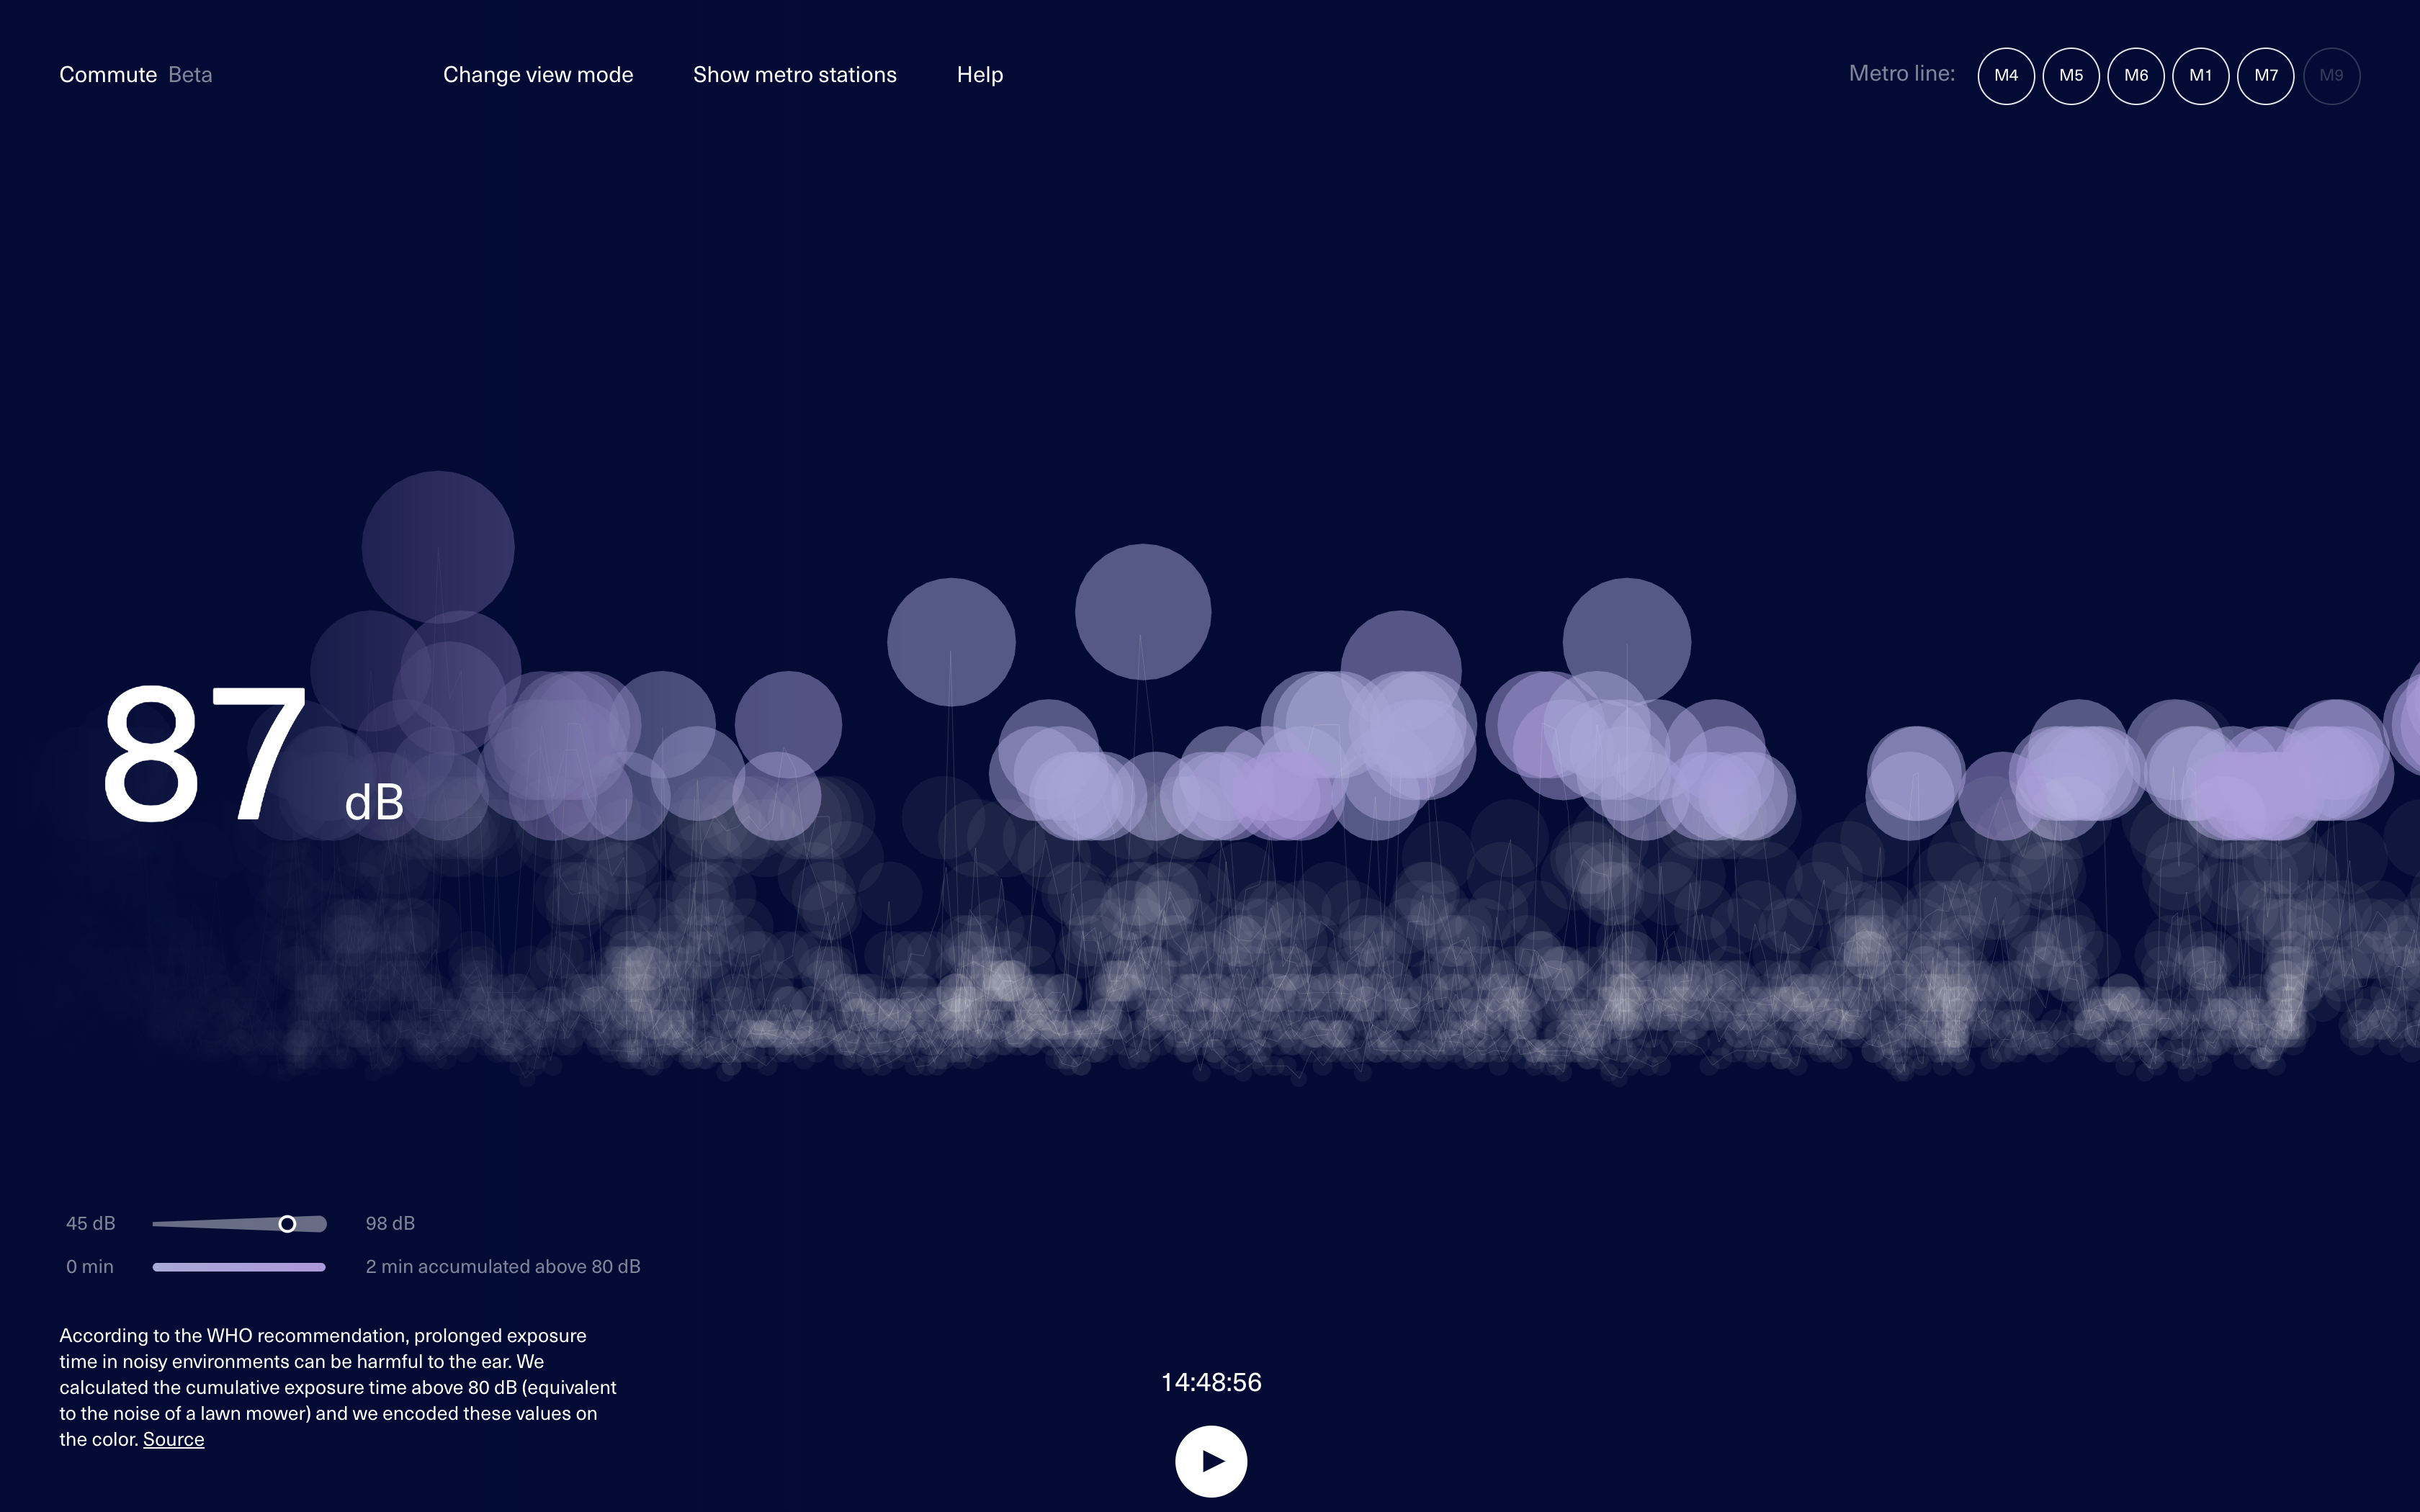 Commute Beta
Change view mode
Show metro stations
Help
Metro line:
M4
M5
M6
M1
M7
M9
87 dB
45 dB
98 dB
0 min
2 min accumulated above 80 dB
According to the WHO recommendation, prolonged exposure
time in noisy environments can be harmful to the ear. We
calculated the cumulative exposure time above 80 dB (equivalent
to the noise of a lawn mower) and we encoded these values on
the color. Source
14:48:56